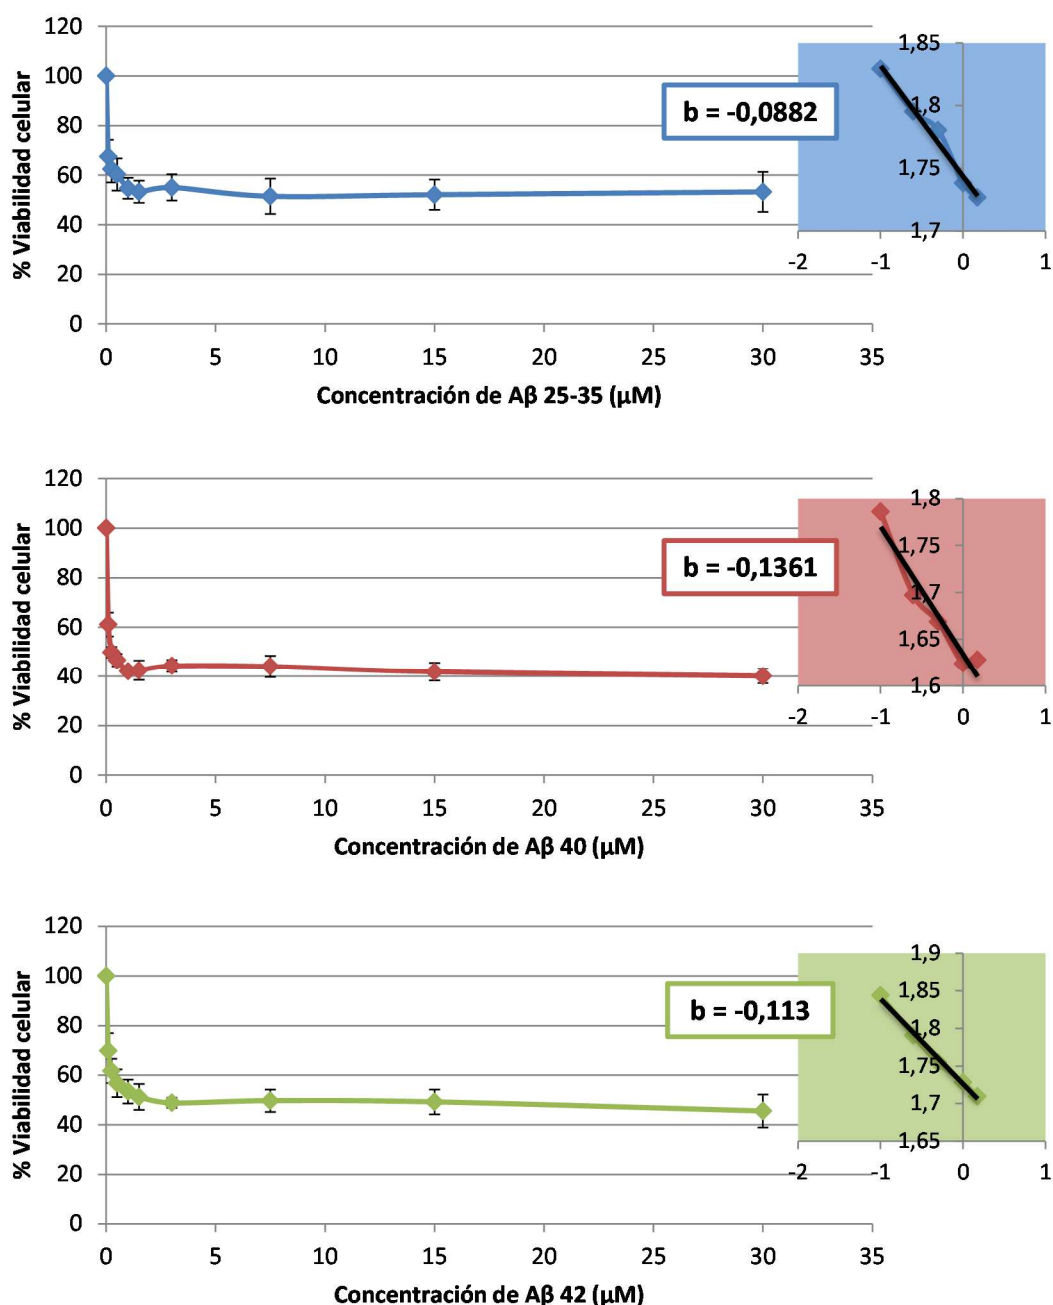 120
100
80
60
40
20
0
% Viabilidad celular
0 5 10 15 20 25 30 35
Concentración de Aβ 25-35 (µM)
b = -0,0882
1,85
1,8
1,75
1,7
-2 -1 0 1
120
100
80
60
40
20
0
% Viabilidad celular
0 5 10 15 20 25 30 35
Concentración de Aβ 40 (µM)
b = -0,1361
1,8
1,75
1,7
1,65
1,6
-2 -1 0 1
120
100
80
60
40
20
0
% Viabilidad celular
0 5 10 15 20 25 30 35
Concentración de Aβ 42 (µM)
b = -0,113
1,9
1,85
1,8
1,75
1,7
1,65
-2 -1 0 1